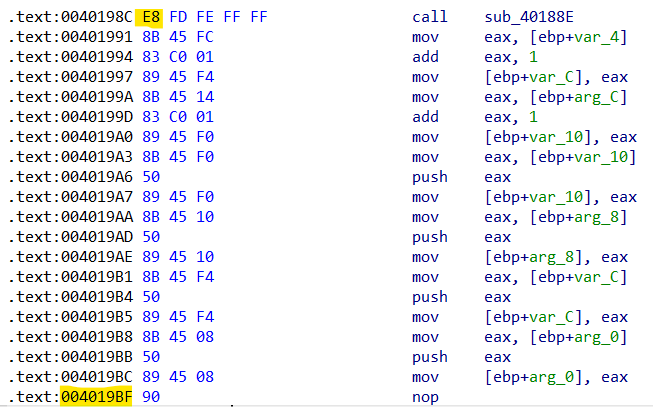 .text:0040198C E8 FD FE FF FF call sub_40188E
.text:00401991 8B 45 FC mov eax, [ebp+var_4]
.text:00401994 83 C0 01 add eax, 1
.text:00401997 89 45 F4 mov [ebp+var_C], eax
.text:0040199A 8B 45 14 mov eax, [ebp+arg_C]
.text:0040199D 83 C0 01 add eax, 1
.text:004019A0 89 45 F0 mov [ebp+var_10], eax
.text:004019A3 8B 45 F0 mov eax, [ebp+var_10]
.text:004019A6 50 push eax
.text:004019A7 89 45 F0 mov [ebp+var_10], eax
.text:004019AA 8B 45 10 mov eax, [ebp+arg_8]
.text:004019AD 50 push eax
.text:004019AE 89 45 10 mov [ebp+arg_8], eax
.text:004019B1 8B 45 F4 mov eax, [ebp+var_C]
.text:004019B4 50 push eax
.text:004019B5 89 45 F4 mov [ebp+var_C], eax
.text:004019B8 8B 45 08 mov eax, [ebp+arg_0]
.text:004019BB 50 push eax
.text:004019BC 89 45 08 mov [ebp+arg_0], eax
.text:004019BF 90 nop